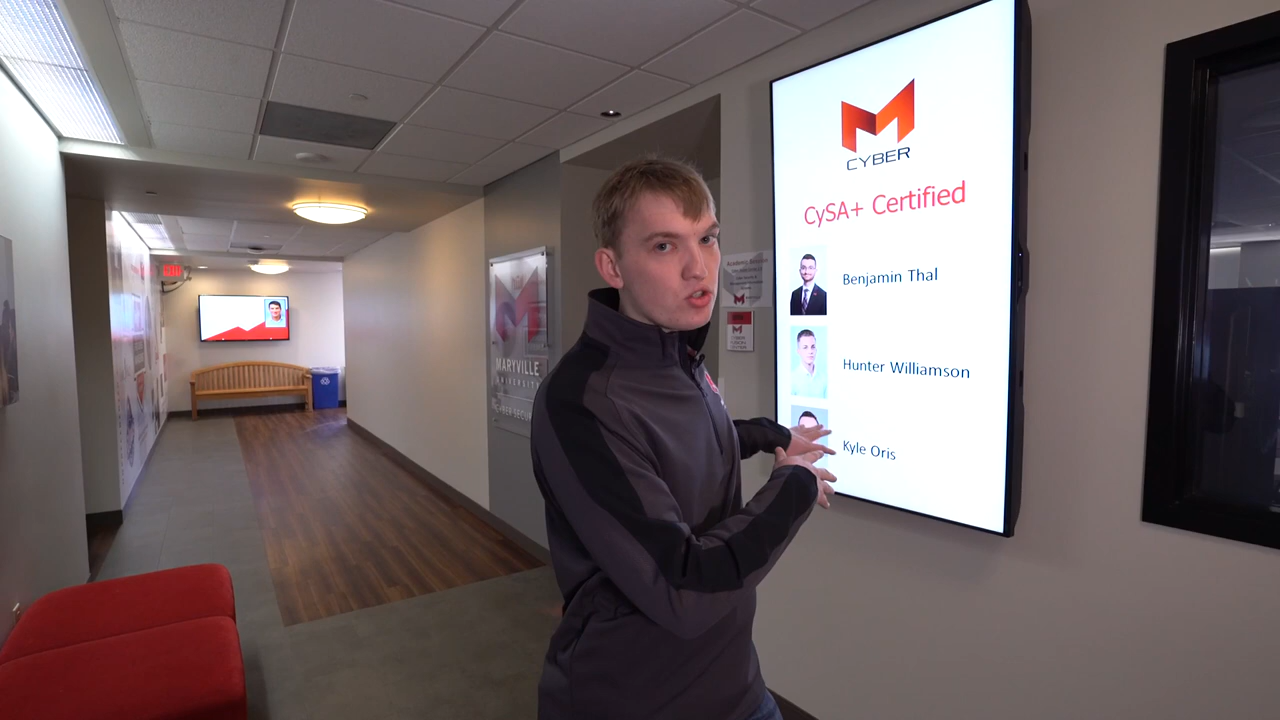 CYBER
CySA+ Certified
Benjamin Thal
Hunter Williamson
Kyle Oris
MARYVILLE
UNIVERSITY
EXIT